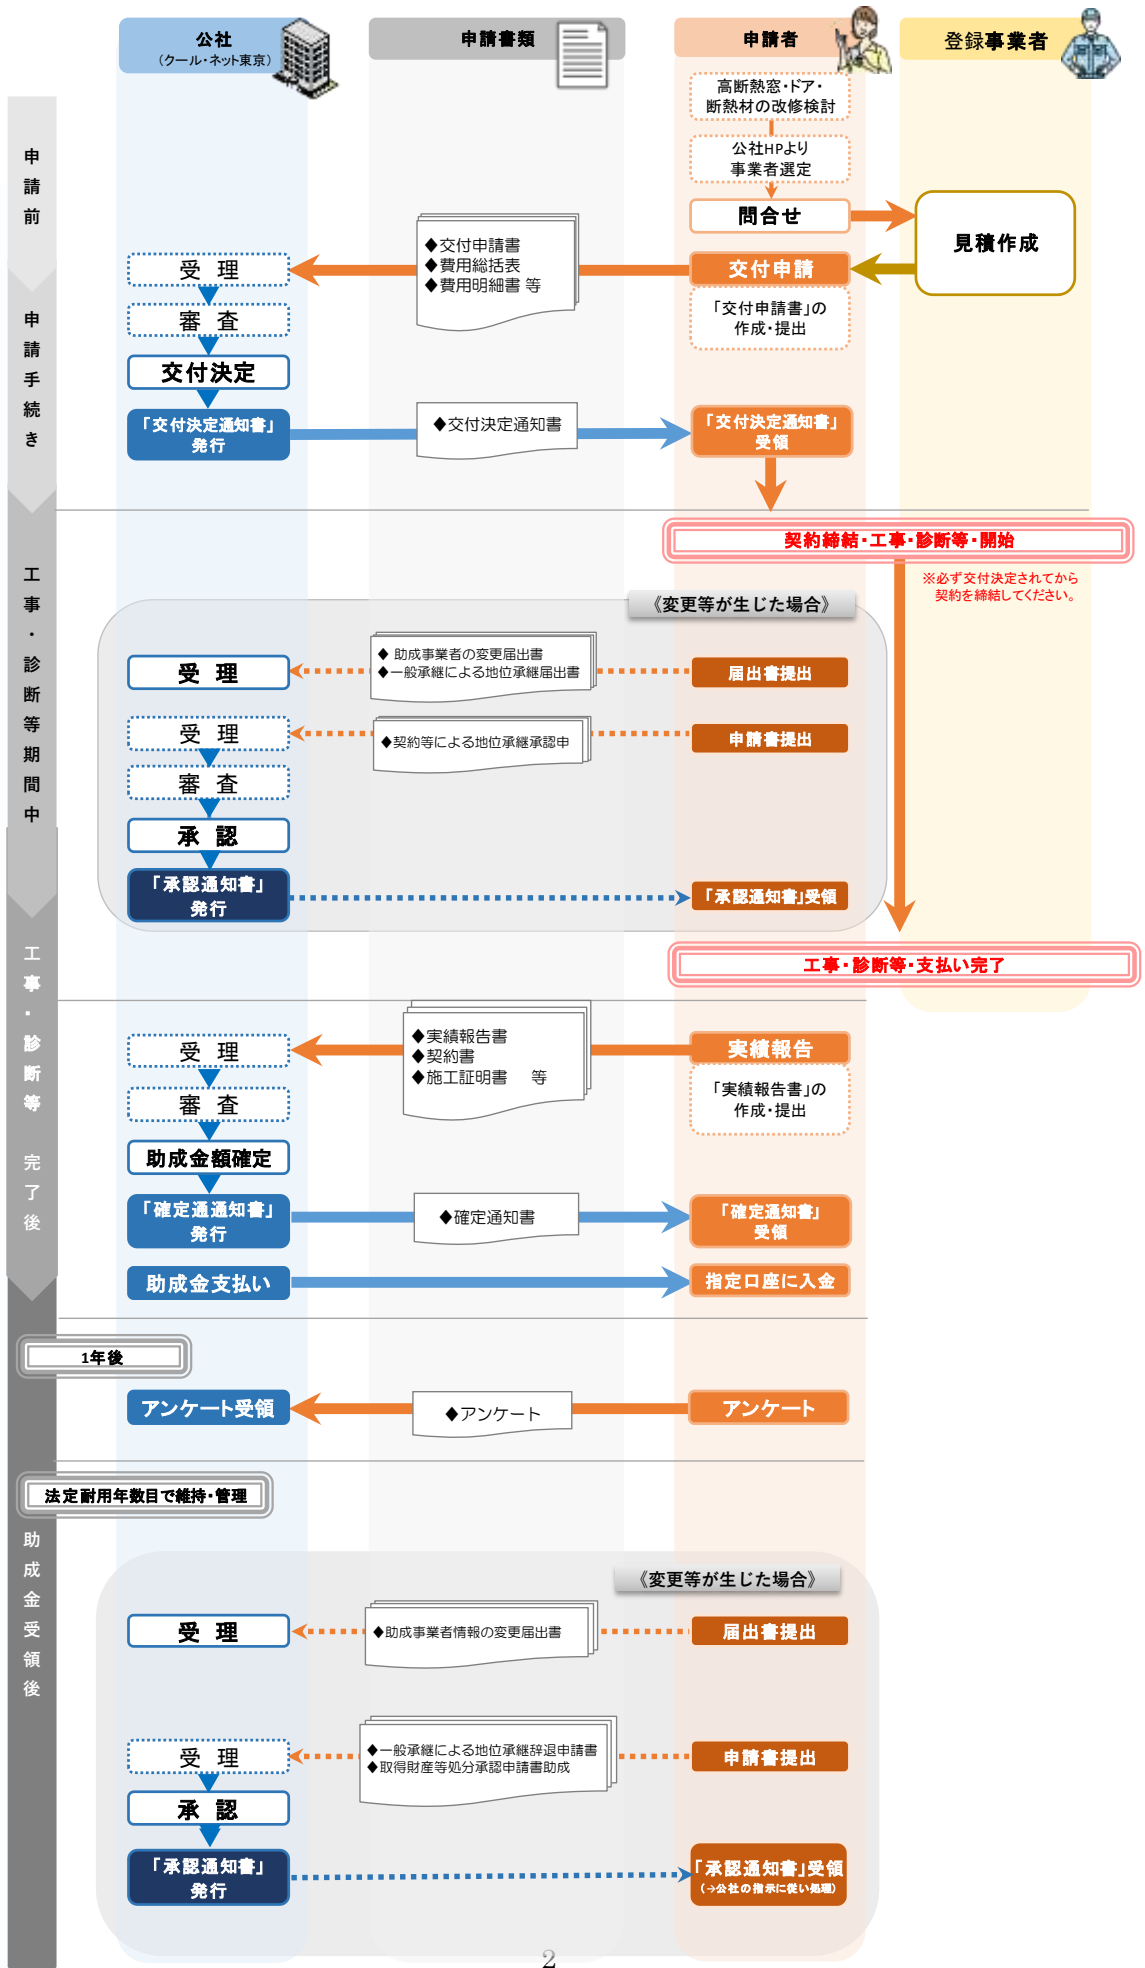 公社
(クール・ネット東京)
申請書類
申請者
登録事業者
申請前
高断熱窓・ドア・
断熱材の改修検討
公社HPより
事業者選定
問合せ
見積作成
申請手続き
受 理
◆交付申請書
◆費用総括表
◆費用明細書 等
交付申請
「交付申請書」の
作成・提出
審 査
交付決定
「交付決定通知書」
発行
◆交付決定通知書
「交付決定通知書」
受領
工事・診断等期間中
契約締結・工事・診断等・開始
※必ず交付決定されてから
契約を締結してください。
《変更等が生じた場合》
受 理
◆ 助成事業者の変更届出書
◆一般承継による地位承継届出書
届出書提出
受 理
◆契約等による地位承継承認申
申請書提出
審 査
承 認
「承認通知書」
発行
「承認通知書」受領
工事・診断等・支払い完了
工事・診断等 完了後
受 理
◆実績報告書
◆契約書
◆施工証明書 等
実績報告
「実績報告書」の
作成・提出
審 査
助成金額確定
「確定通通知書」
発行
◆確定通知書
「確定通知書」
受領
助成金支払い
指定口座に入金
助成金受領後
1年後
アンケート受領
◆アンケート
アンケート
法定耐用年数目で維持・管理
《変更等が生じた場合》
受 理
◆助成事業者情報の変更届出書
届出書提出
受 理
◆一般承継による地位承継辞退申請書
◆取得財産等処分承認申請書助成
申請書提出
承 認
「承認通知書」
発行
「承認通知書」受領
(→公社の指示に従い処理)
2